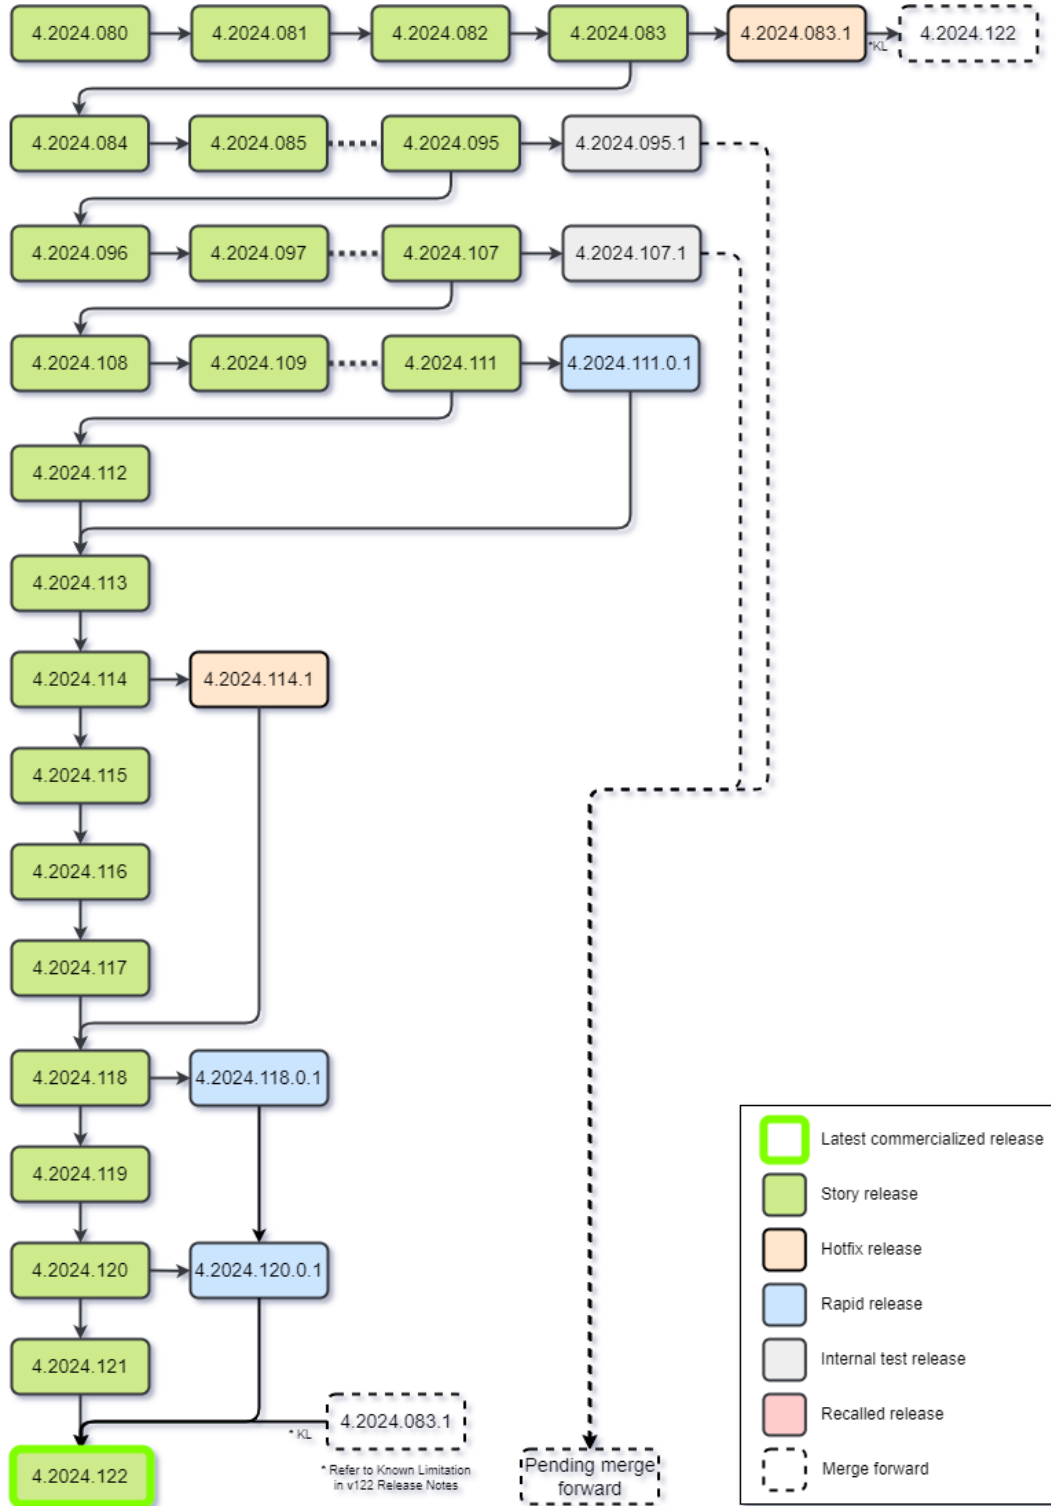 4.2024.080
4.2024.081
4.2024.082
4.2024.083
4.2024.083.1
*KL
4.2024.122
4.2024.084
4.2024.085
4.2024.095
4.2024.095.1
4.2024.096
4.2024.097
4.2024.107
4.2024.107.1
4.2024.108
4.2024.109
4.2024.111
4.2024.111.0.1
4.2024.112
4.2024.113
4.2024.114
4.2024.114.1
4.2024.115
4.2024.116
4.2024.117
4.2024.118
4.2024.118.0.1
4.2024.119
4.2024.120
4.2024.120.0.1
4.2024.121
4.2024.083.1
* KL
* Refer to Known Limitation
in v122 Release Notes
4.2024.122
Pending merge
forward
Latest commercialized release
Story release
Hotfix release
Rapid release
Internal test release
Recalled release
Merge forward